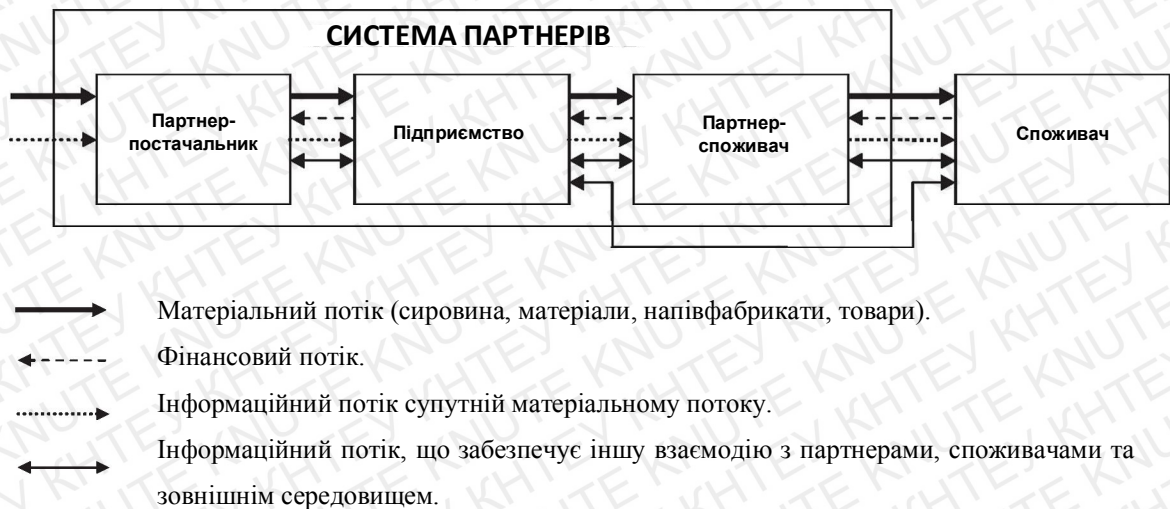 СИСТЕМА ПАРТНЕРІВ
Партнер-
постачальник
Підприємство
Партнер-
споживач
Споживач
Матеріальний потік (сировина, матеріали, напівфабрикати, товари).
Фінансовий потік.
Інформаційний потік супутній матеріальному потоку.
Інформаційний потік, що забезпечує іншу взаємодію з партнерами, споживачами та
зовнішнім середовищем.